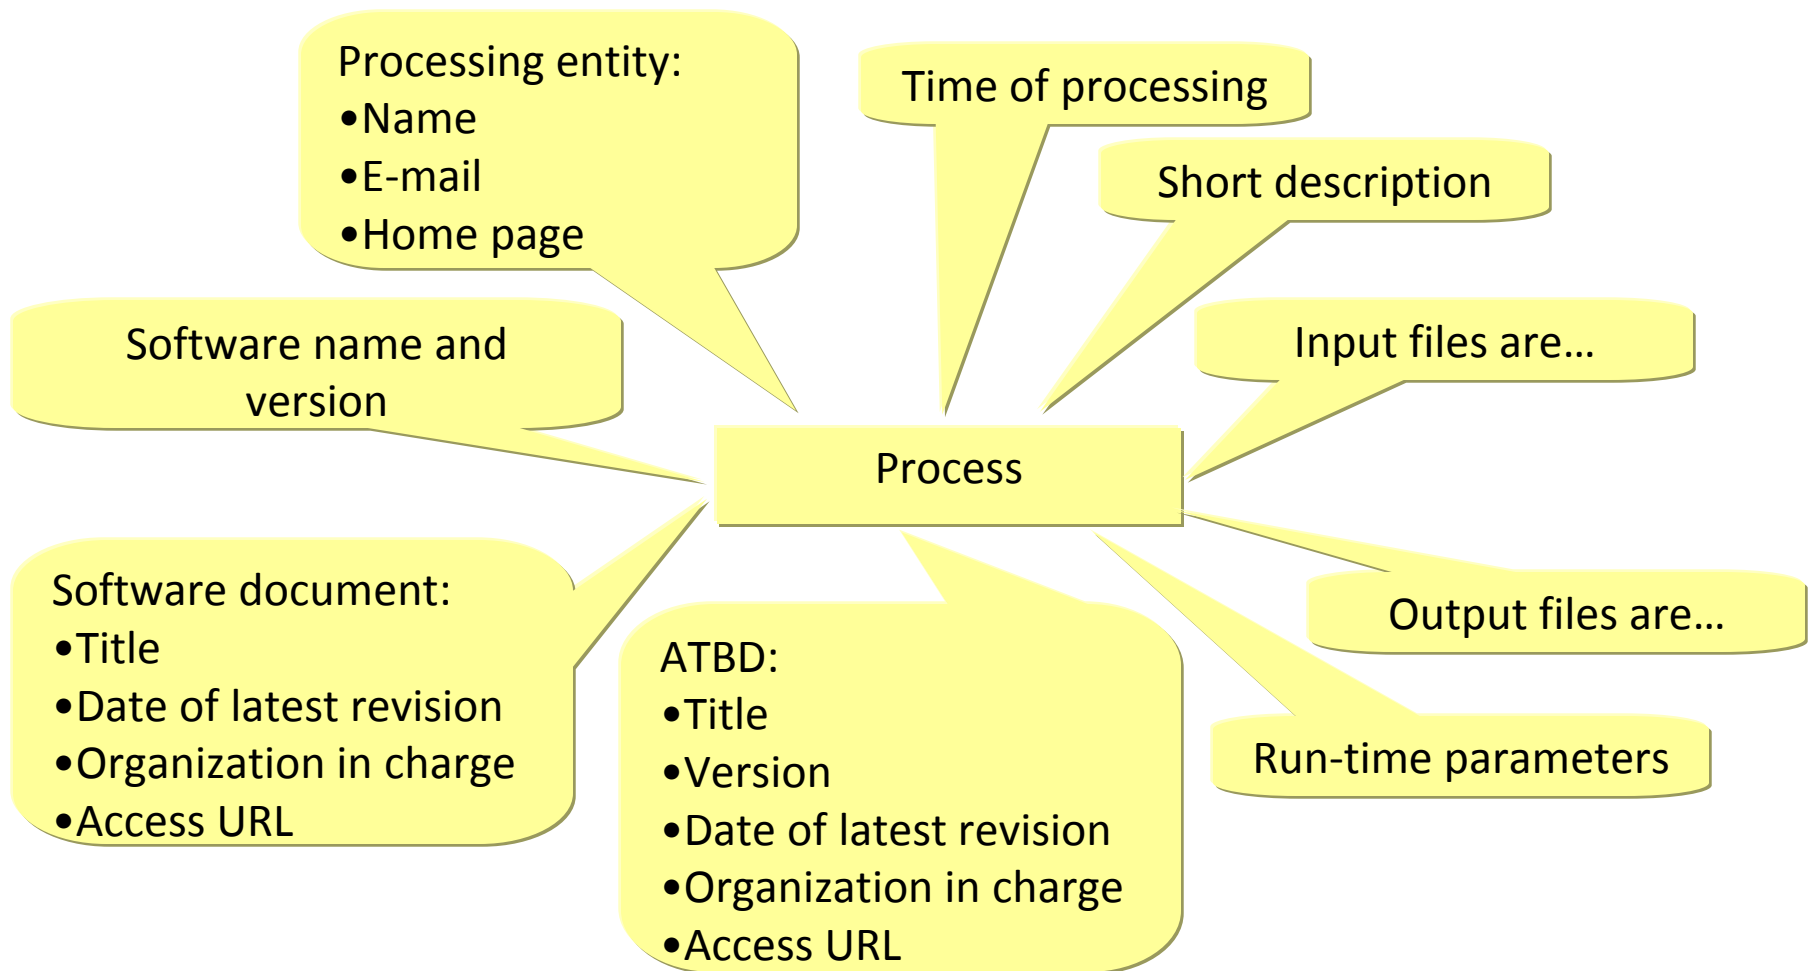 Processing entity:
•Name
•E-mail
•Home page
Time of processing
Short description
Software name and
version
Input files are…
Process
Software document:
•Title
•Date of latest revision
•Organization in charge
•Access URL
ATBD:
•Title
•Version
•Date of latest revision
•Organization in charge
•Access URL
Output files are…
Run-time parameters